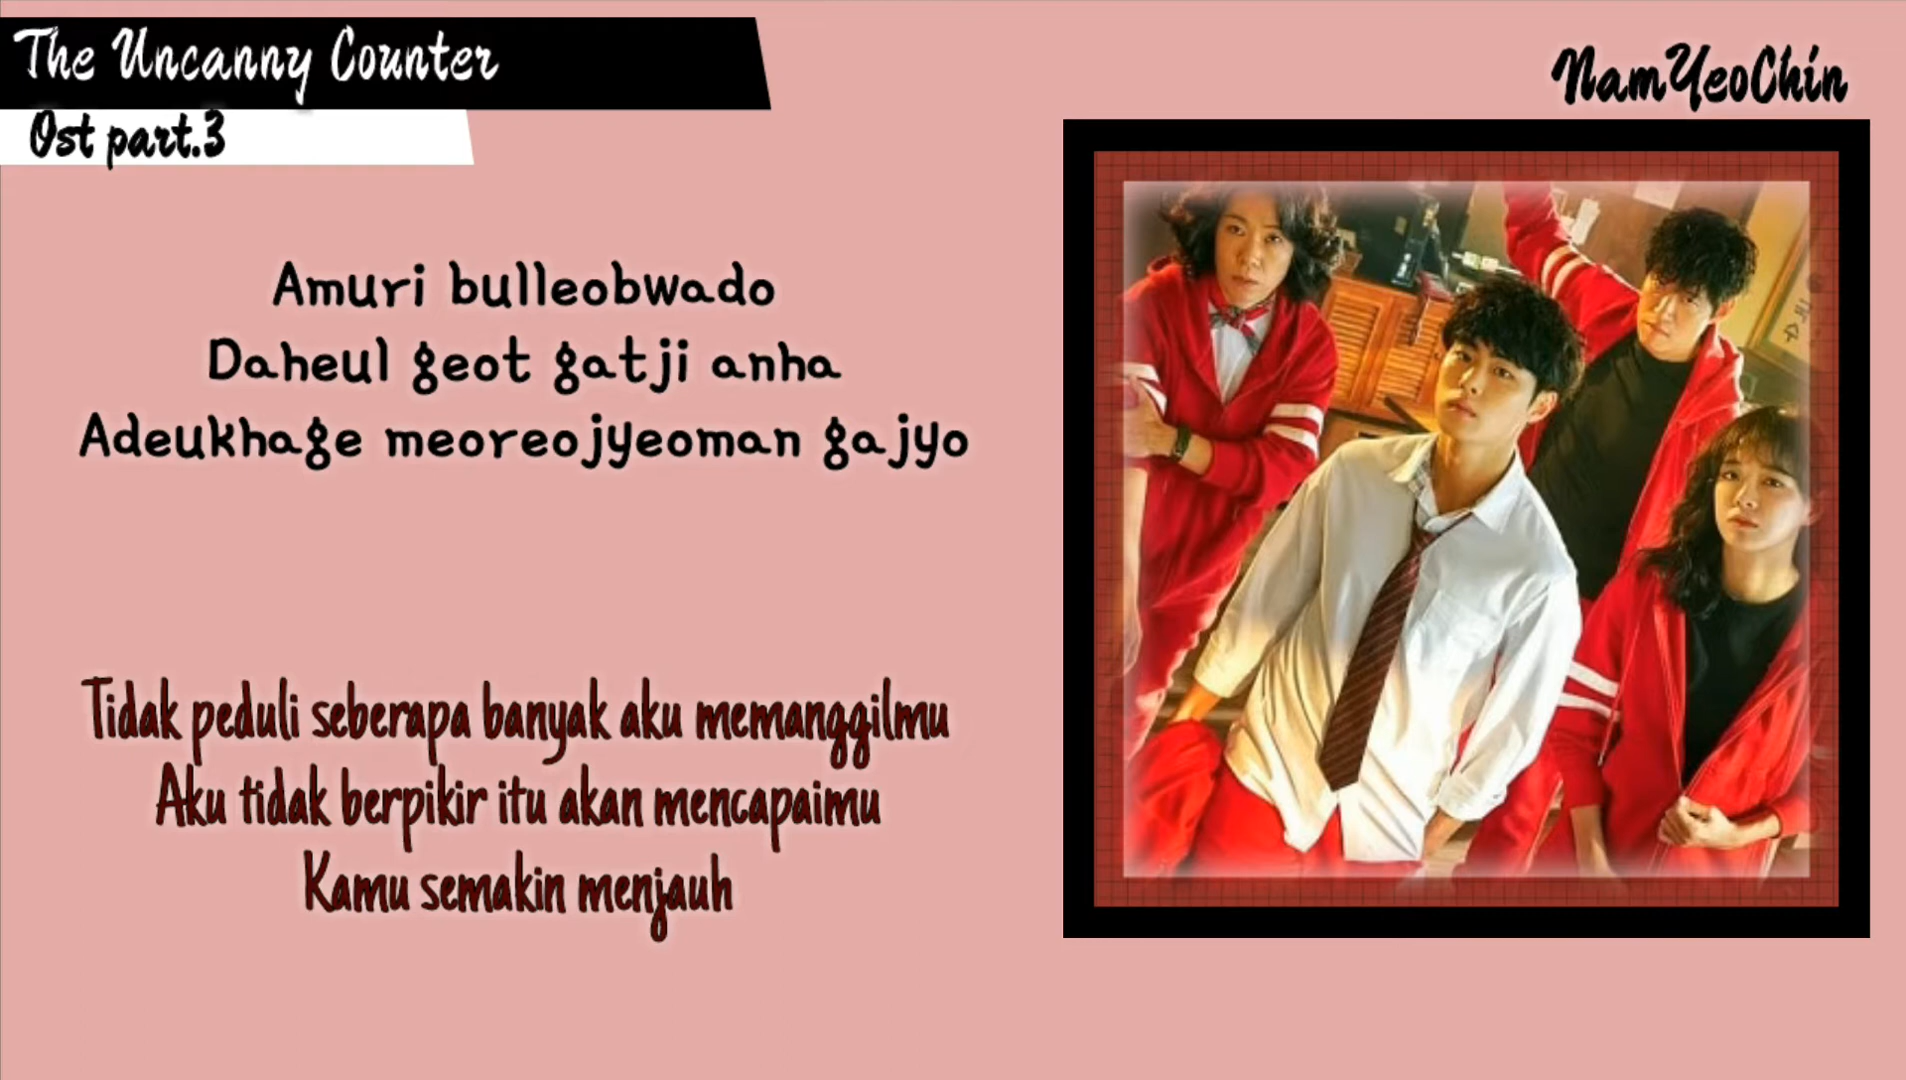 The Uncanny Counter
Ost part.3
NamYeoChin
Amuri bulleobwado
Daheul geot gatji anha
Adeukhage meoreojyeoman gajyo
Tidak peduli seberapa banyak aku memanggilmu
Aku tidak berpikir itu akan mencapaimu
Kamu semakin menjauh